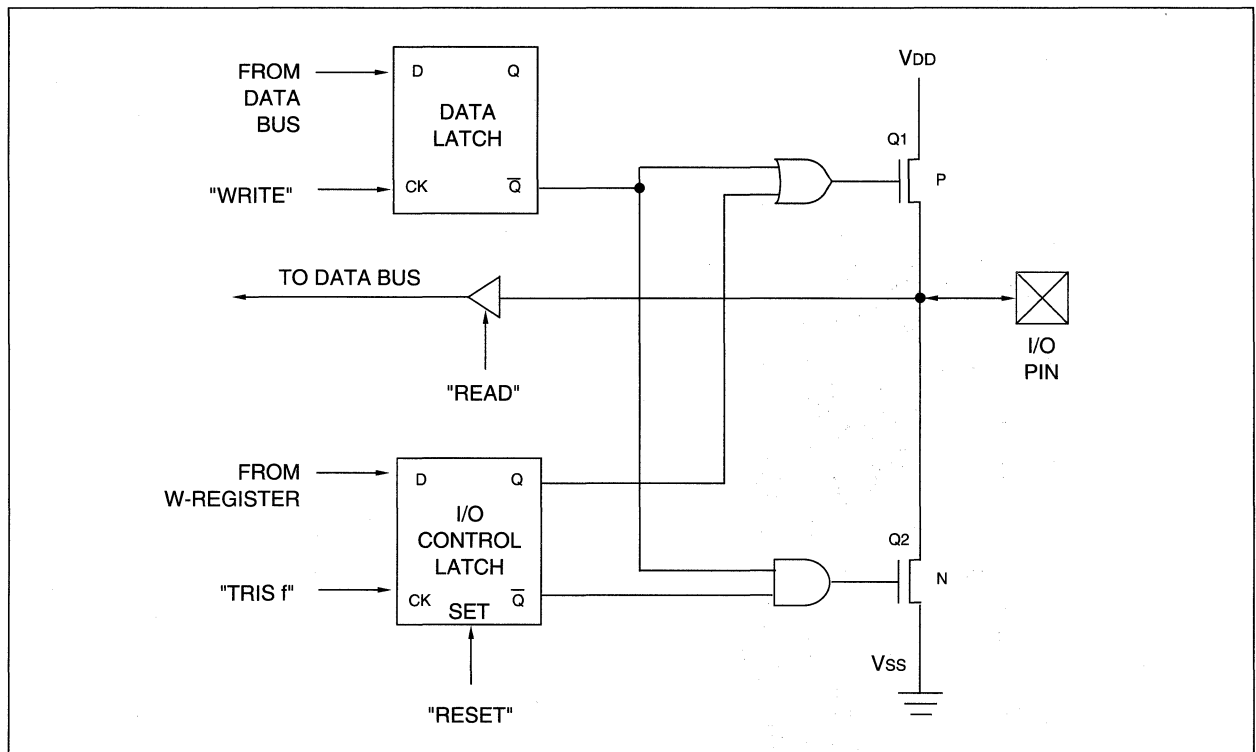 FROM
DATA
BUS
D
Q
DATA
LATCH
"WRITE"
CK
Q̅
VDD
Q1
P
TO DATA BUS
"READ"
I/O
PIN
FROM
W-REGISTER
D
Q
I/O
CONTROL
LATCH
"TRIS f"
CK
SET
Q̅
"RESET"
Q2
N
VSS